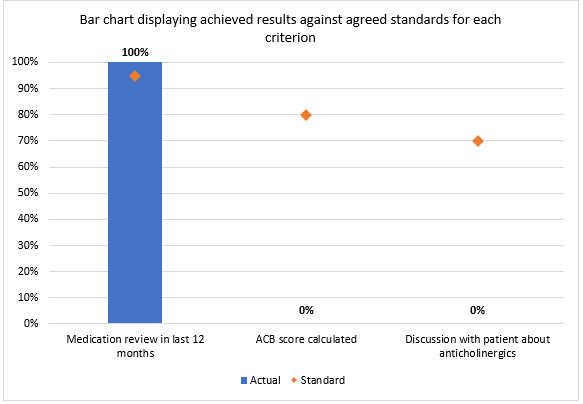 Bar chart displaying achieved results against agreed standards for each
criterion
100%
100%
90%
80%
70%
60%
50%
40%
30%
20%
10%
0%
0%
0%
Medication review in last 12
months
ACB score calculated
Discussion with patient about
anticholinergics
Actual
Standard